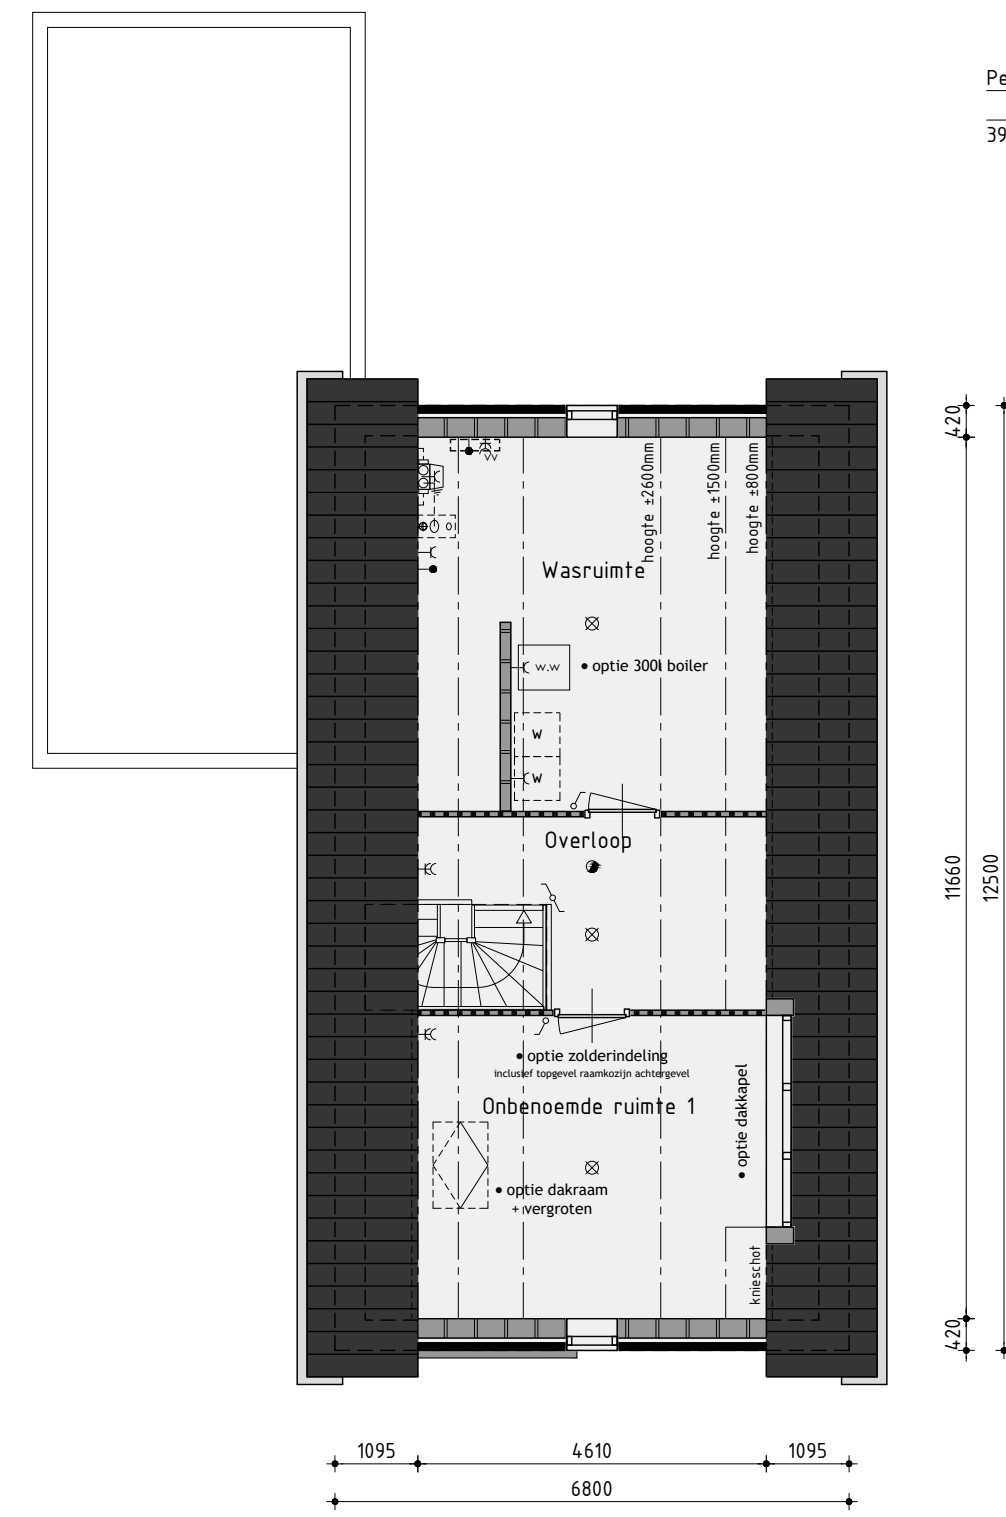 Pe
39
420
hoogte ±2600mm
hoogte ±1500mm
hoogte ±800mm
Wasruimte
w.w
• optie 300l boiler
w
w
Overloop
11660
12500
• optie zolderindeling
inclusief topgevel raamkozijn achtergevel
Onbenoemde ruimte 1
• optie dakkapel
• optie dakraam
+ vergroten
knieschot
420
1095
4610
1095
6800